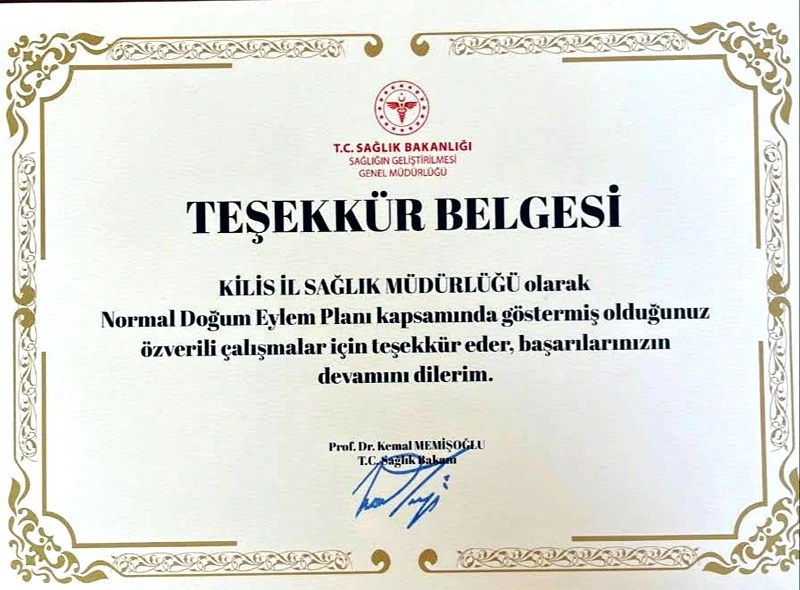 T.C. SAĞLIK BAKANLIĞI
SAĞLIĞIN GELİŞTİRİLMESİ
GENEL MÜDÜRLÜĞÜ
TEŞEKKÜR BELGESİ
KİLİS İL SAĞLIK MÜDÜRLÜĞÜ olarak
Normal Doğum Eylem Planı kapsamında göstermiş olduğunuz
özverili çalışmalar için teşekkür eder, başarılarınızın
devamını dilerim.
Prof. Dr. Kemal MEMİŞOĞLU
T.C. Sağlık Bakanı